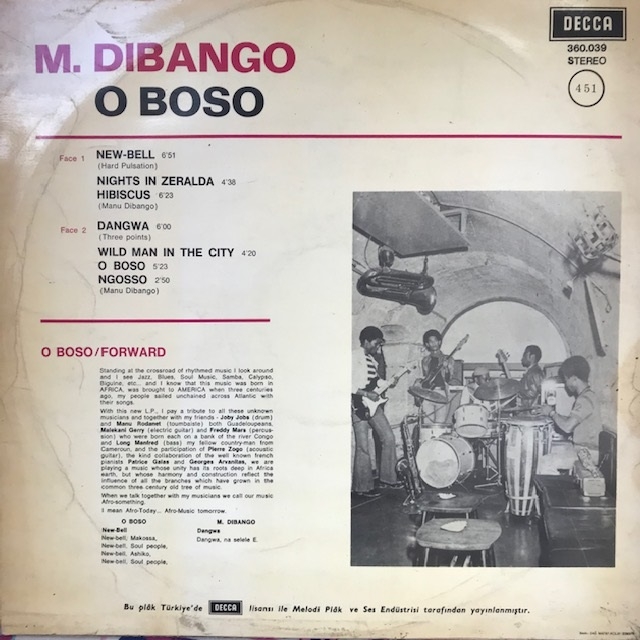 DECCA
360.039
STEREO
451
M. DIBANGO
O BOSO
Face 1 NEW-BELL 6'51
(Hard Pulsation)
NIGHTS IN ZERALDA 4'38
HIBISCUS 6'23
(Manu Dibango)
Face 2 DANGWA 6'00
(Three points)
WILD MAN IN THE CITY 4'20
O BOSO 5'23
NGOSSO 2'50
(Manu Dibango)
O BOSO/FORWARD
Standing at the crossroad of rhythmed music I look around
and I see Jazz, Blues, Soul Music, Samba, Calypso,
Biguine, etc... and I know that this music was born in
AFRICA, was brought to AMERICA when three centuries
ago, my people sailed unchained across Atlantic with
their songs.
With this new L.P., I pay a tribute to all these unknown
musicians and together with my friends - Joby Jobs (drum)
and Manu Rodanet (toumbaiste) both Guadeloupeans,
Malekani Gerry (electric guitar) and Freddy Mars (percus-
sion) who were born each on a bank of the river Congo
and Long Manfred (bass) my fellow country-man from
Cameroun, and the participation of Pierre Zogo (acoustic
guitar), the kind collaboration of the well known french
pianists Patrice Galas and Georges Arvanitas, we are
playing a music whose unity has its roots deep in Africa
earth, but whose harmony and construction reflect the
influence of all the branches which have grown in the
common three century old tree of music.
When we talk together with my musicians we call our music
Afro-something.
I mean Afro-Today... Afro-Music tomorrow.
O BOSO M. DIBANGO
New-Bell Dangwa
New-bell, Makossa, Dangwa, na selele E.
New-bell, Soul people,
New-bell, Ashiko,
New-bell, Soul people,
Bu plâk Türkiye'de DECCA lisansı ile Melodi Plâk ve Ses Endüstrisi tarafından yayınlanmıştır.